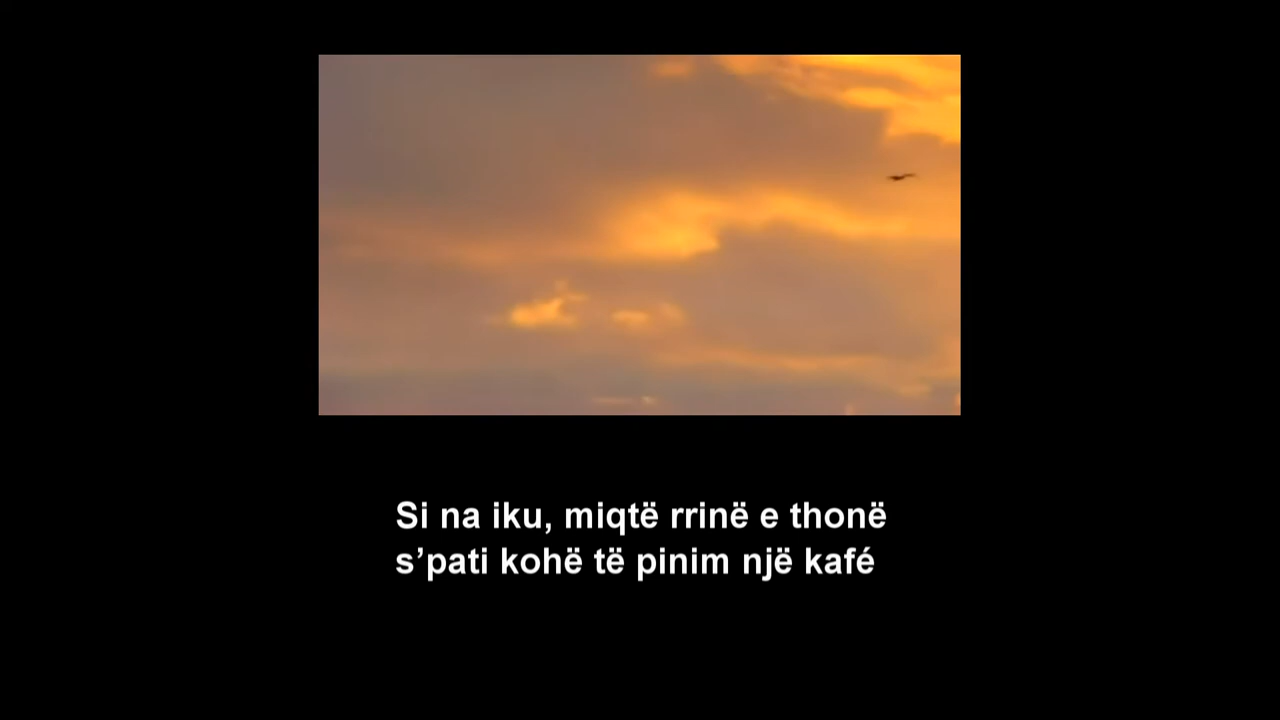 Si na iku, miqtë rrinë e thonë
s’pati kohë të pinim një kafé